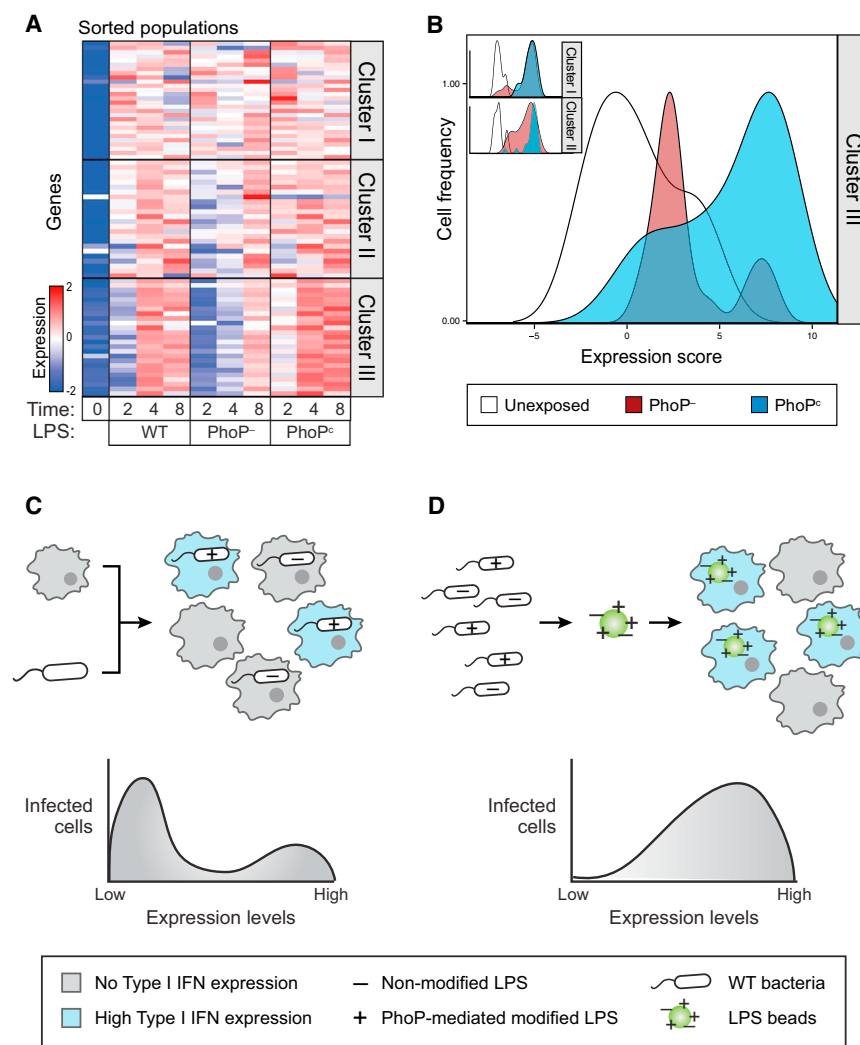 A
Sorted populations
Genes
Cluster I
Cluster II
Cluster III
Expression
2
0
-2
Time: 0 2 4 8 2 4 8 2 4 8
LPS: WT PhoP⁻ PhoPᶜ
B
Cluster I
Cluster II
Cluster III
Cell frequency
1.00
0.00
−5 0 5 10
Expression score
Unexposed PhoP⁻ PhoPᶜ
C
+ −
+
−
Infected
cells
Low High
Expression levels
D
+
−
−
+
+
−
Infected
cells
Low High
Expression levels
No Type I IFN expression − Non-modified LPS WT bacteria
High Type I IFN expression + PhoP-mediated modified LPS LPS beads